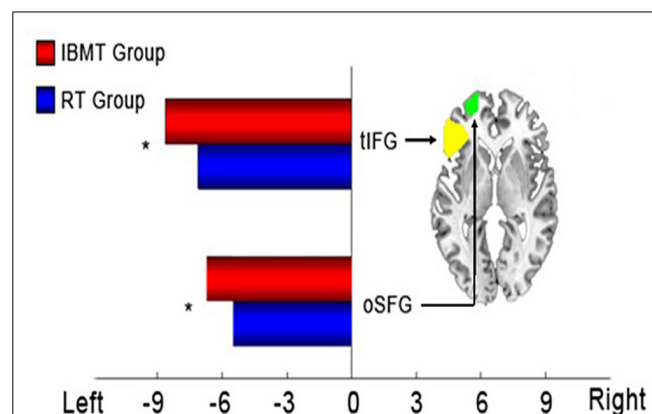 IBMT Group
RT Group
*
tIFG
*
oSFG
Left -9 -6 -3 0 3 6 9 Right